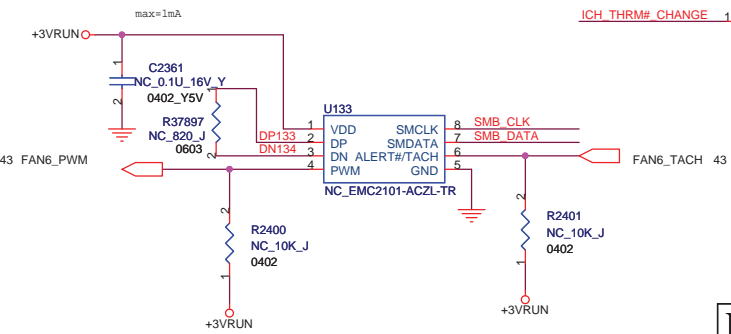 max=1mA
ICH_THRM#_CHANGE 1
+3VRUN
1
C2361
NC_0.1U_16V_Y
2
0402_Y5V
1
R37897
NC_820_J
0603
2
U133
1 VDD SMCLK 8 SMB_CLK
DP133 2 DP SMDATA 7 SMB_DATA
DN134 3 DN ALERT#/TACH 6
4 PWM GND 5
NC_EMC2101-ACZL-TR
43 FAN6_PWM
FAN6_TACH 43
2
R2400
NC_10K_J
0402
1
+3VRUN
2
R2401
NC_10K_J
0402
1
+3VRUN